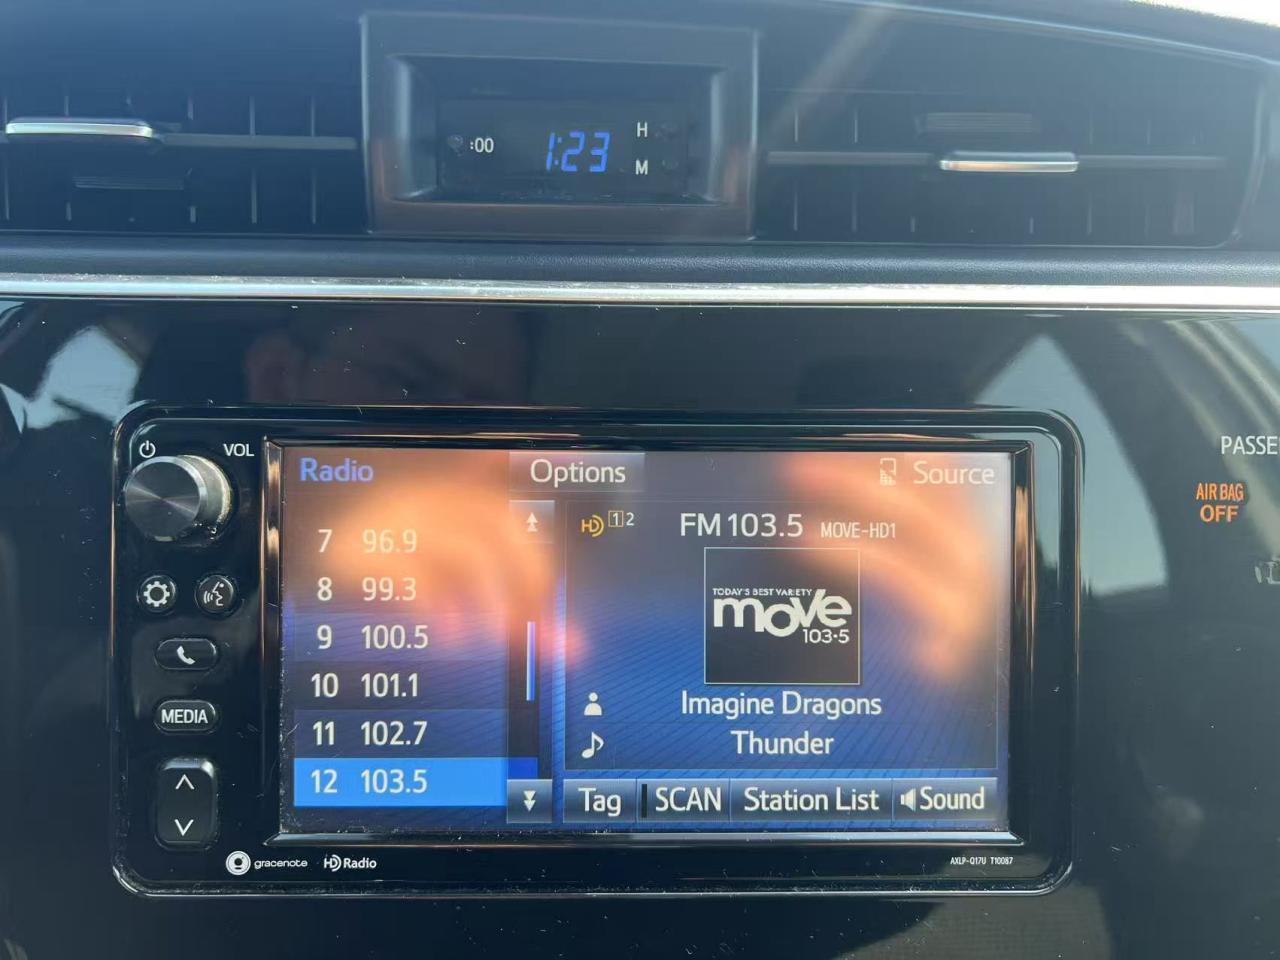 :00 1:23 H
M
VOL
PASSE
AIR BAG
OFF
Radio
Options
Source
7 96.9
8 99.3
9 100.5
10 101.1
11 102.7
12 103.5
HD 1 2
FM 103.5 MOVE-HD1
TODAY'S BEST VARIETY
move
103•5
Imagine Dragons
Thunder
Tag
SCAN
Station List
Sound
MEDIA
gracenote
HD Radio
AXLP-Q17U T10087